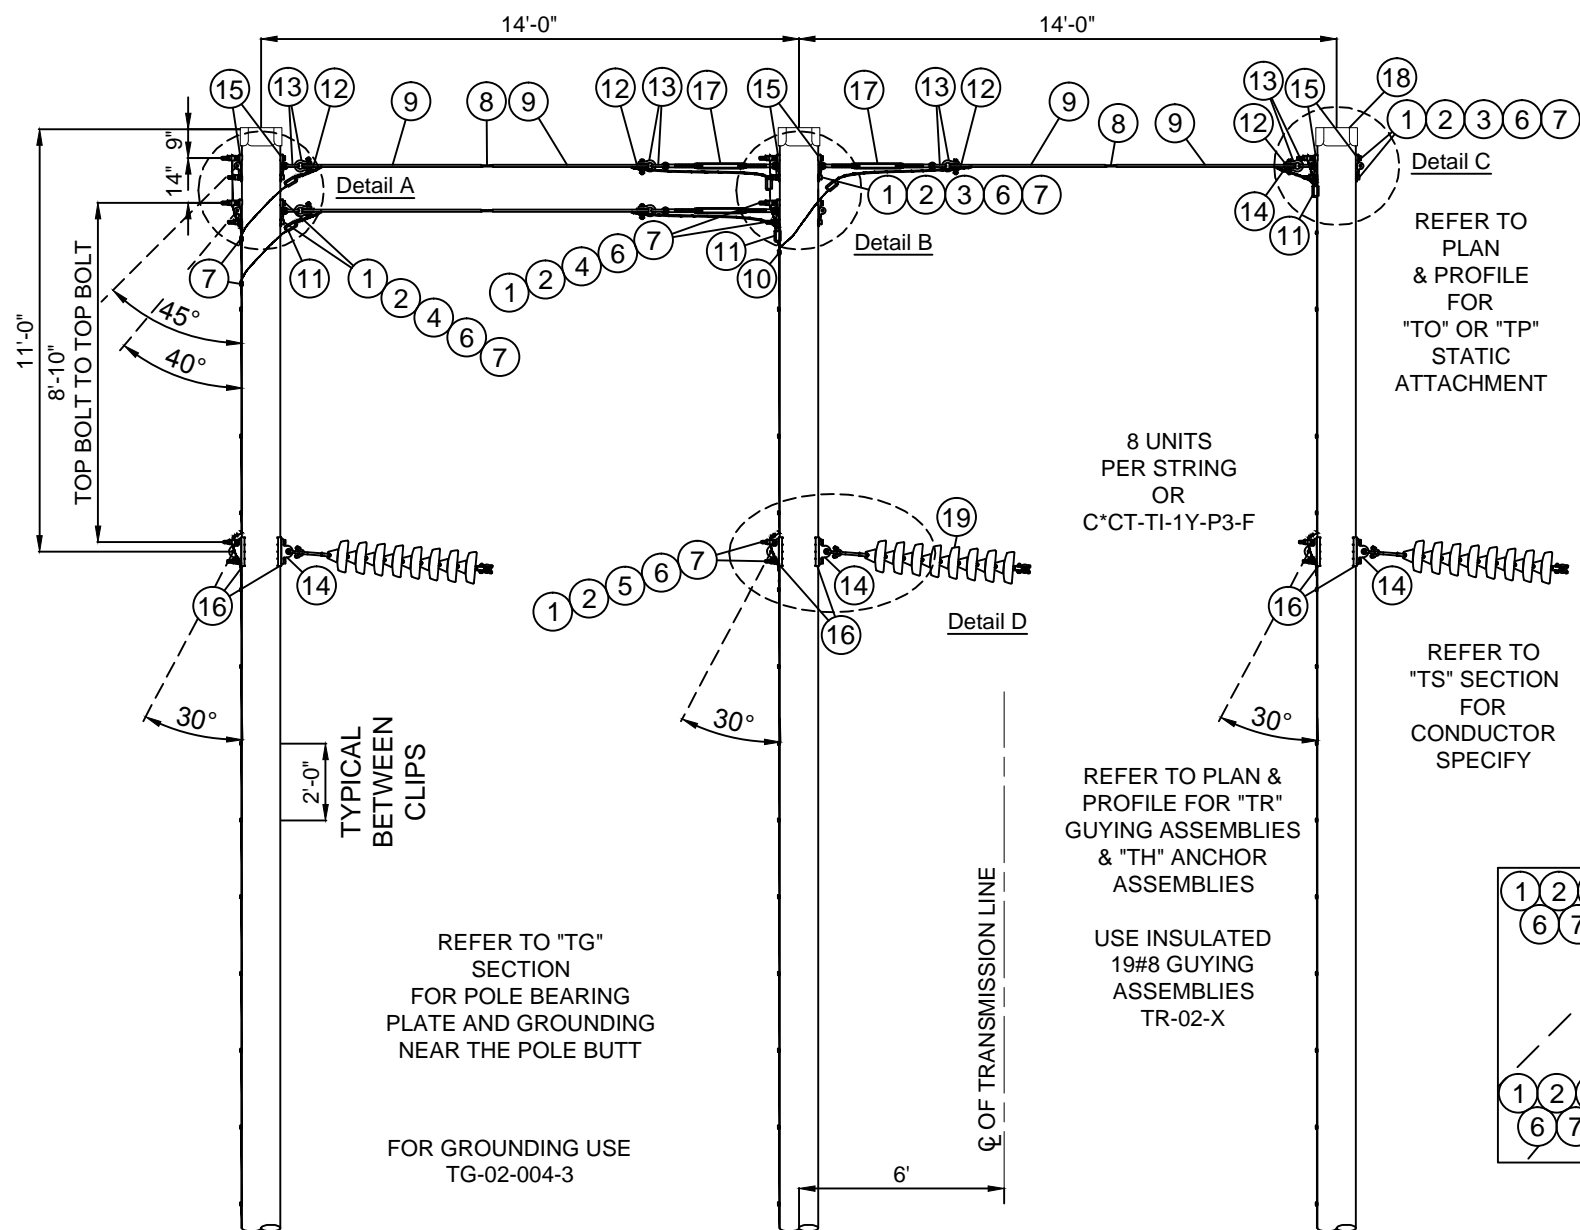 14'-0"
14'-0"
15 13 12 9 8 9 12 13 17 15 17 13 12 9 8 9 13 15 18
12
1 2 3 6 7
9"
14"
Detail A
Detail B
Detail C
1 2 3 6 7
14
11
7 11
1
2
4
6
7
1 2 4 6 7
11
10
45°
40°
11'-0"
8'-10"
TOP BOLT TO TOP BOLT
REFER TO
PLAN
& PROFILE
FOR
"TO" OR "TP"
STATIC
ATTACHMENT
8 UNITS
PER STRING
OR
C*CT-TI-1Y-P3-F
19
16
14
1 2 5 6 7
14
16
Detail D
16
14
30°
30°
30°
REFER TO
"TS" SECTION
FOR
CONDUCTOR
SPECIFY
2'-0"
TYPICAL
BETWEEN
CLIPS
REFER TO PLAN &
PROFILE FOR "TR"
GUYING ASSEMBLIES
& "TH" ANCHOR
ASSEMBLIES
USE INSULATED
19#8 GUYING
ASSEMBLIES
TR-02-X
REFER TO "TG"
SECTION
FOR POLE BEARING
PLATE AND GROUNDING
NEAR THE POLE BUTT
FOR GROUNDING USE
TG-02-004-3
℄ OF TRANSMISSION LINE
6'
1 2
6 7
1 2
6 7